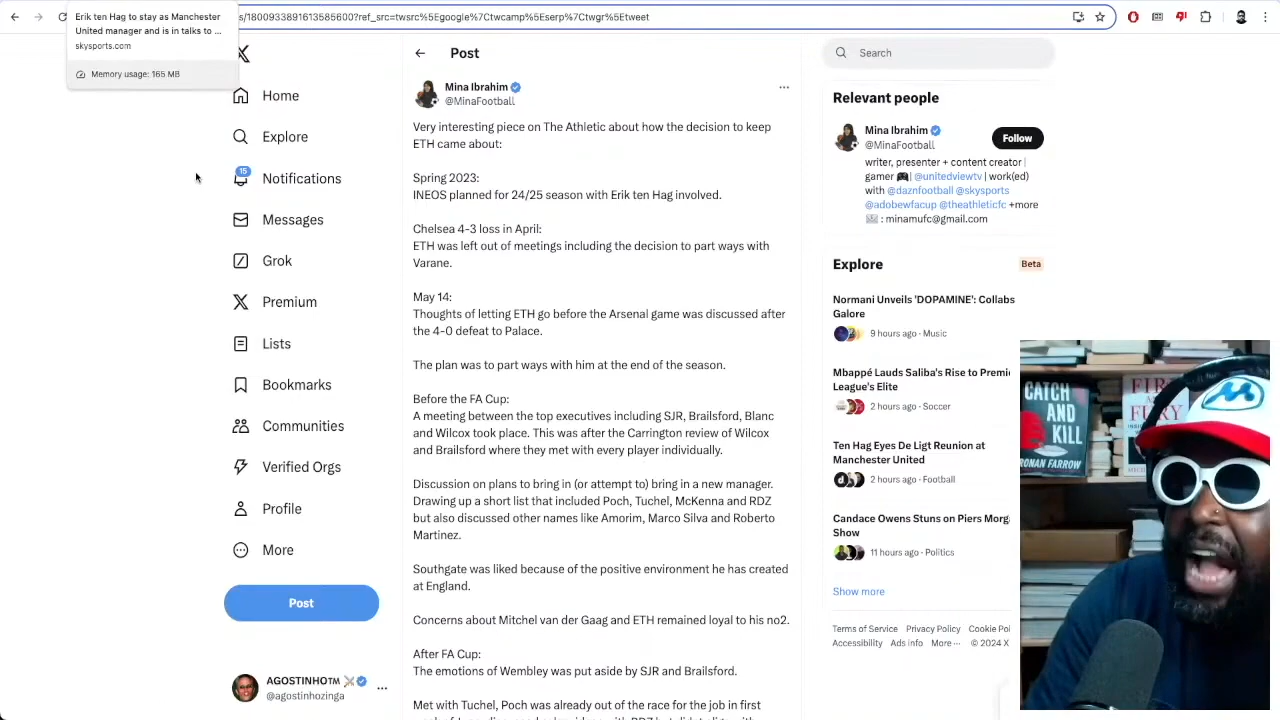 Erik ten Hag to stay as Manchester
United manager and is in talks to ...
skysports.com
Memory usage: 165 MB
s/1800933891613585600?ref_src=twsrc%5Egoogle%7Ctwcamp%5Eserp%7Ctwgr%5Etweet
Home
Explore
15
Notifications
Messages
Grok
Premium
Lists
Bookmarks
Communities
Verified Orgs
Profile
More
Post
AGOSTINHO™
@agostinhozinga
Post
Mina Ibrahim
@MinaFootball
Very interesting piece on The Athletic about how the decision to keep
ETH came about:
Spring 2023:
INEOS planned for 24/25 season with Erik ten Hag involved.
Chelsea 4-3 loss in April:
ETH was left out of meetings including the decision to part ways with
Varane.
May 14:
Thoughts of letting ETH go before the Arsenal game was discussed after
the 4-0 defeat to Palace.
The plan was to part ways with him at the end of the season.
Before the FA Cup:
A meeting between the top executives including SJR, Brailsford, Blanc
and Wilcox took place. This was after the Carrington review of Wilcox
and Brailsford where they met with every player individually.
Discussion on plans to bring in (or attempt to) bring in a new manager.
Drawing up a short list that included Poch, Tuchel, McKenna and RDZ
but also discussed other names like Amorim, Marco Silva and Roberto
Martinez.
Southgate was liked because of the positive environment he has created
at England.
Concerns about Mitchel van der Gaag and ETH remained loyal to his no2.
After FA Cup:
The emotions of Wembley was put aside by SJR and Brailsford.
Met with Tuchel, Poch was already out of the race for the job in first
Search
Relevant people
Mina Ibrahim
@MinaFootball
Follow
writer, presenter + content creator |
gamer 🎮| @unitedviewtv | work(ed)
with @daznfootball @skysports
@adobewfacup @theathleticfc +more
📧 : minamufc@gmail.com
Explore
Beta
Normani Unveils 'DOPAMINE': Collabs
Galore
9 hours ago · Music
Mbappé Lauds Saliba's Rise to Premi
League's Elite
2 hours ago · Soccer
Ten Hag Eyes De Ligt Reunion at
Manchester United
2 hours ago · Football
Candace Owens Stuns on Piers Morg
Show
11 hours ago · Politics
Show more
Terms of Service Privacy Policy Cookie Pol
Accessibility Ads info More ··· © 2024 X
CATCH
AND
KILL
RONAN FARROW
FIR
FURY